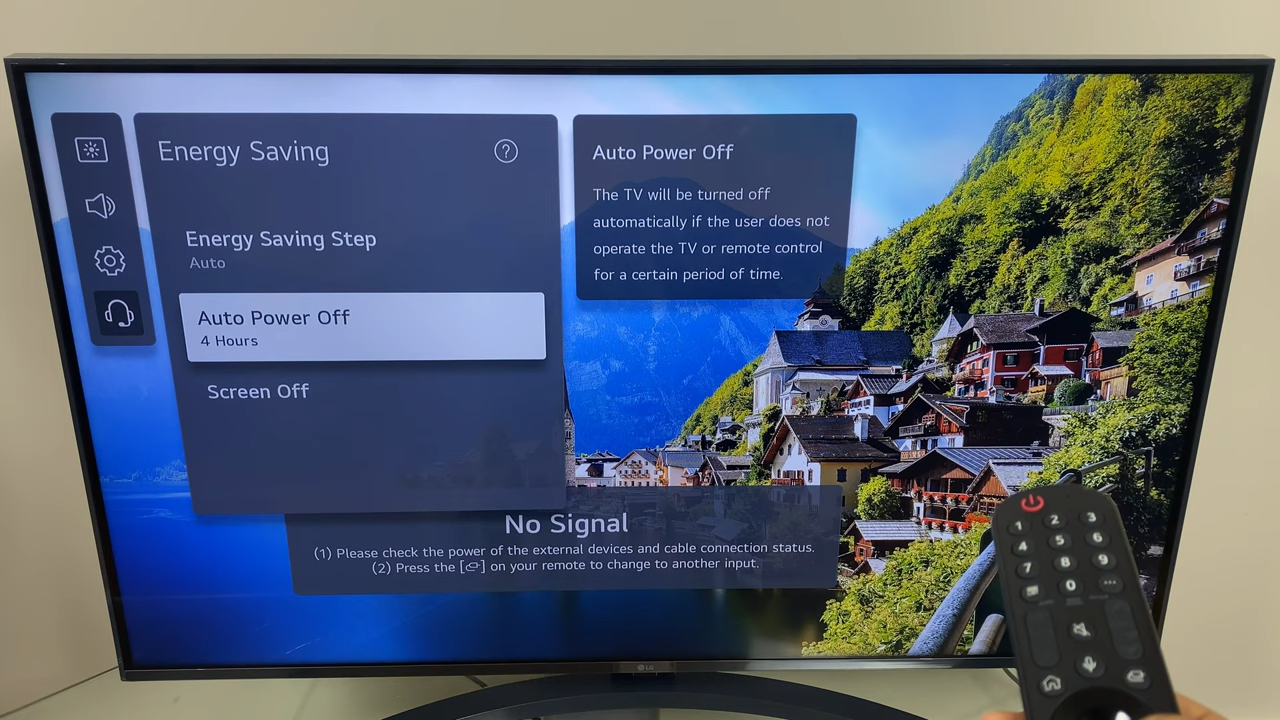 Energy Saving
?
Energy Saving Step
Auto
Auto Power Off
4 Hours
Screen Off
Auto Power Off
The TV will be turned off
automatically if the user does not
operate the TV or remote control
for a certain period of time.
No Signal
(1) Please check the power of the external devices and cable connection status.
(2) Press the [⏎] on your remote to change to another input.
LG
1 2 3
4 5 6
7 8 9
0 •••